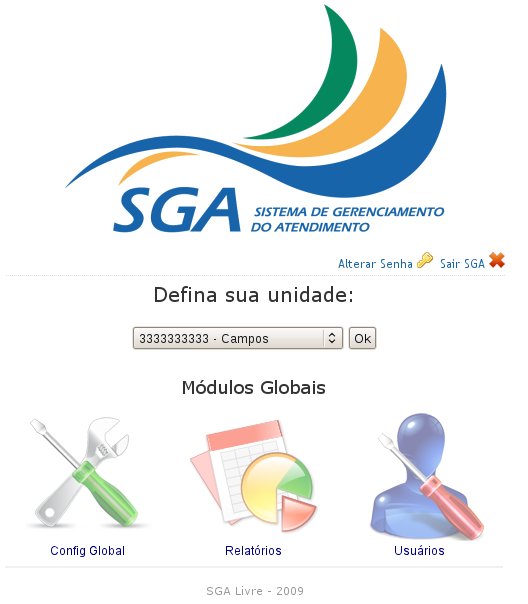 SGA SISTEMA DE GERENCIAMENTO
DO ATENDIMENTO
Alterar Senha Sair SGA
Defina sua unidade:
3333333333 - Campos Ok
Módulos Globais
Config Global Relatórios Usuários
SGA Livre - 2009